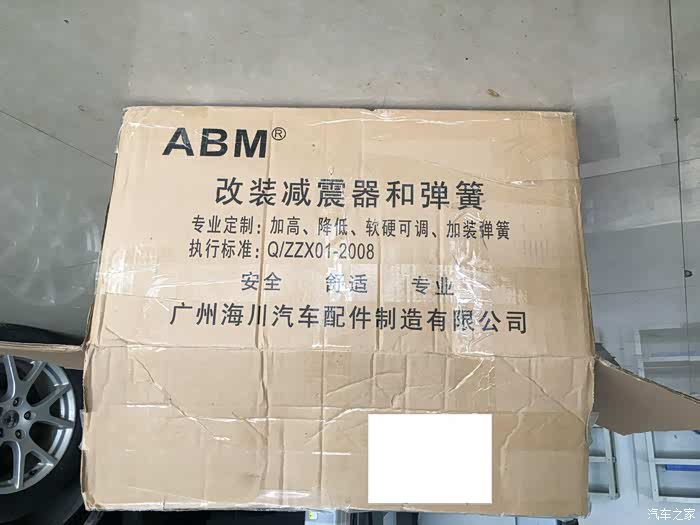 ABM®
改装减震器和弹簧
专业定制：加高、降低、软硬可调、加装弹簧
执行标准：Q/ZZX01-2008
安全 舒适 专业
广州海川汽车配件制造有限公司
汽车之家